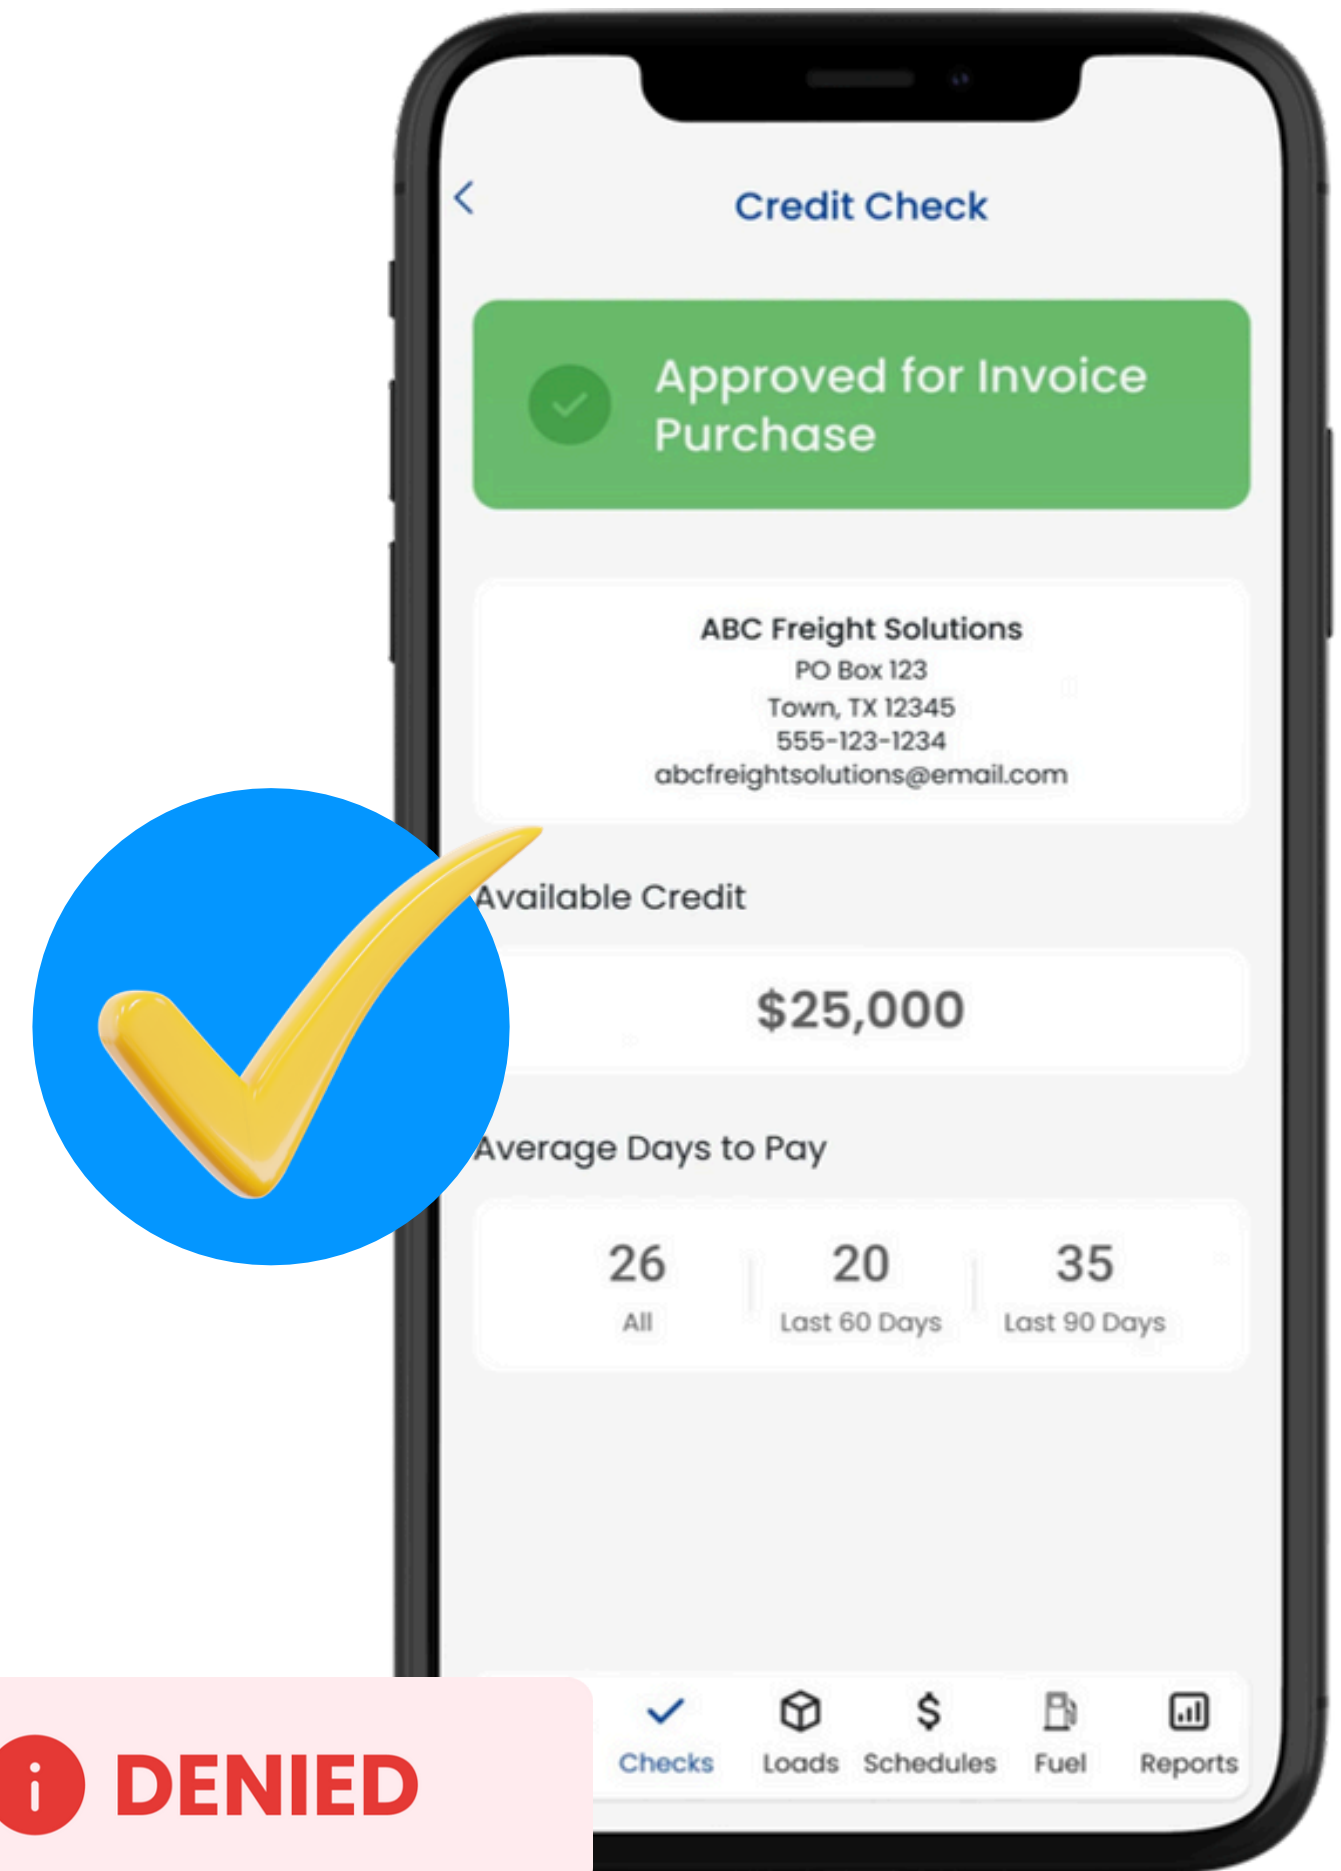 Credit Check
Approved for Invoice
Purchase
ABC Freight Solutions
PO Box 123
Town, TX 12345
555-123-1234
abcfreightsolutions@email.com
Available Credit
$25,000
Average Days to Pay
26 20 35
All Last 60 Days Last 90 Days
Checks Loads Schedules Fuel Reports
DENIED